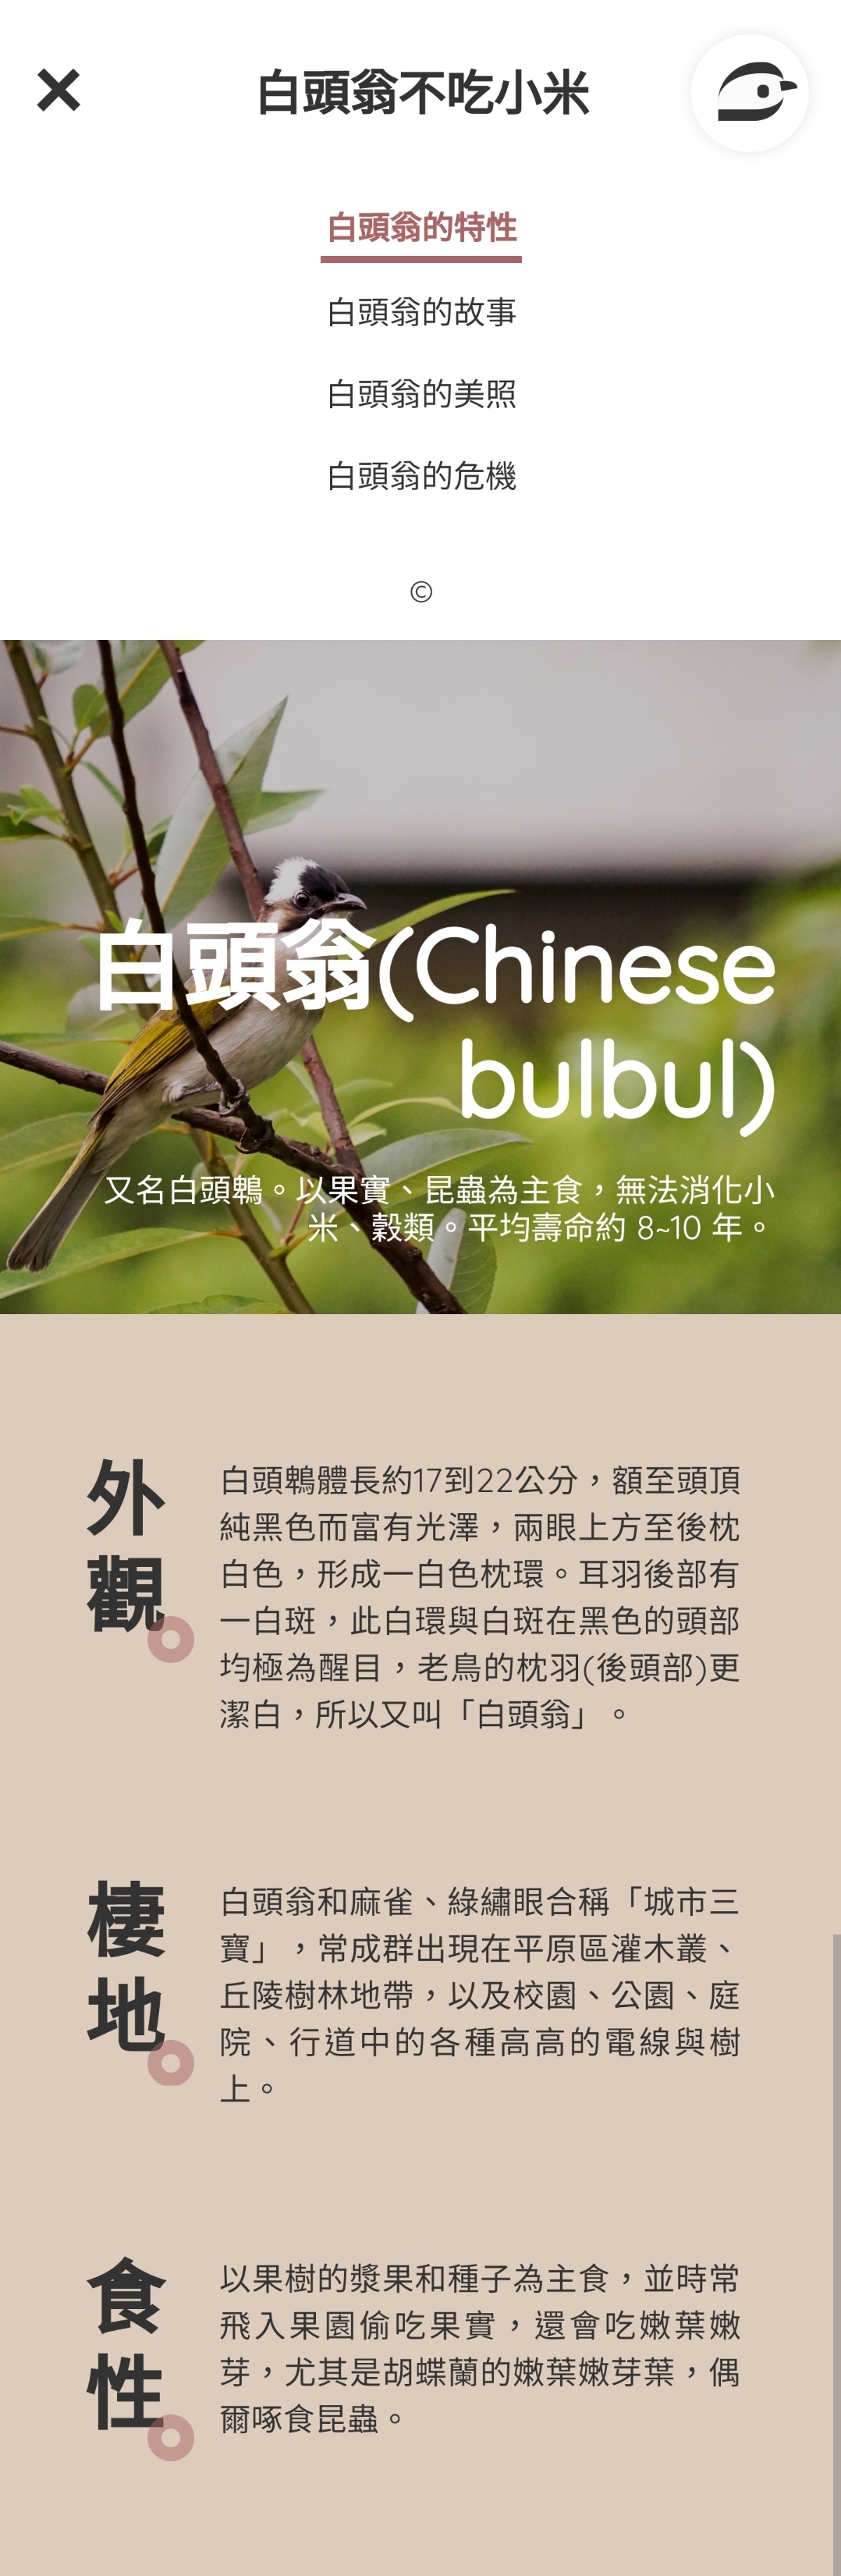 白頭翁不吃小米
白頭翁的特性
白頭翁的故事
白頭翁的美照
白頭翁的危機
©
白頭翁(Chinese
bulbul)
又名白頭鵯。以果實、昆蟲為主食，無法消化小
米、穀類。平均壽命約 8~10 年。
外觀
白頭鵯體長約17到22公分，額至頭頂
純黑色而富有光澤，兩眼上方至後枕
白色，形成一白色枕環。耳羽後部有
一白斑，此白環與白斑在黑色的頭部
均極為醒目，老鳥的枕羽(後頭部)更
潔白，所以又叫「白頭翁」。
棲地
白頭翁和麻雀、綠繡眼合稱「城市三
寶」，常成群出現在平原區灌木叢、
丘陵樹林地帶，以及校園、公園、庭
院、行道中的各種高高的電線與樹
上。
食性
以果樹的漿果和種子為主食，並時常
飛入果園偷吃果實，還會吃嫩葉嫩
芽，尤其是胡蝶蘭的嫩葉嫩芽葉，偶
爾啄食昆蟲。